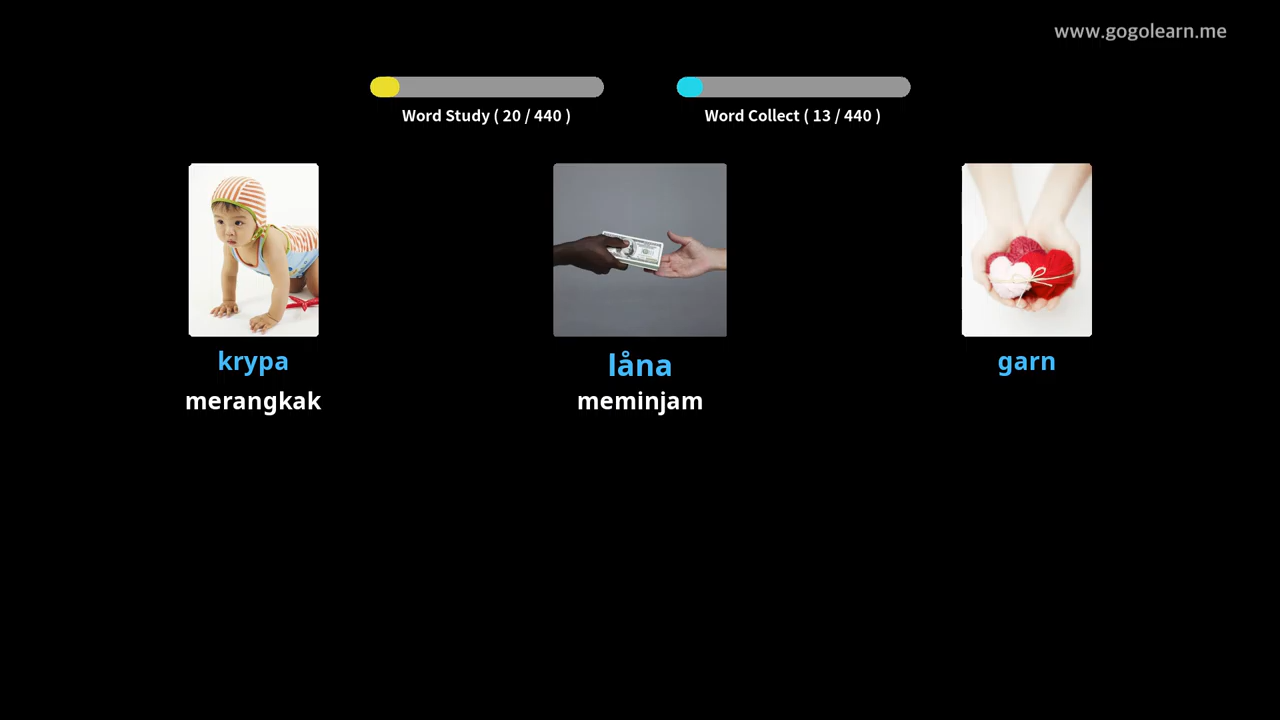 www.gogolearn.me
Word Study ( 20 / 440 )
Word Collect ( 13 / 440 )
krypa
merangkak
låna
meminjam
garn